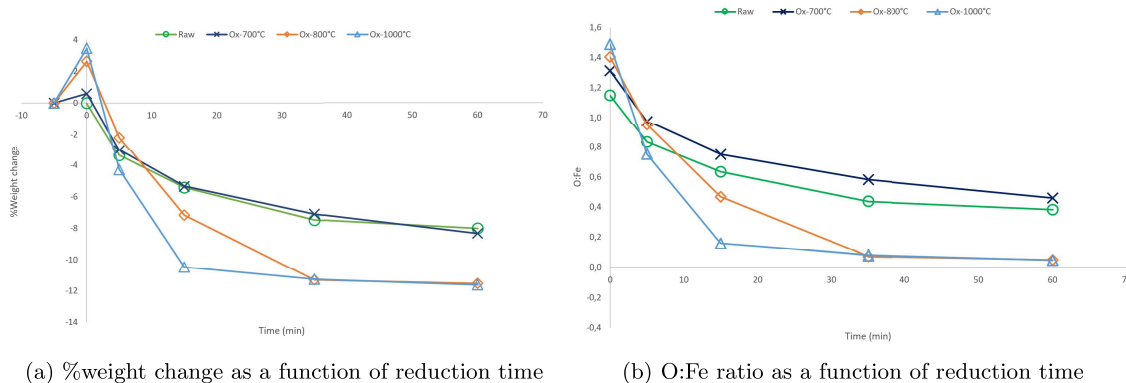 Raw Ox-700°C Ox-800°C Ox-1000°C
4
2
0
-2
-4
-6
-8
-10
-12
-14
-10 0 10 20 30 40 50 60 70
%Weight change
Time (min)
(a) %weight change as a function of reduction time
Raw Ox-700°C Ox-800°C Ox-1000°C
1,6
1,4
1,2
1,0
0,8
0,6
0,4
0,2
0,0
-0,2
-0,4
0 10 20 30 40 50 60 7
O:Fe
Time (min)
(b) O:Fe ratio as a function of reduction time